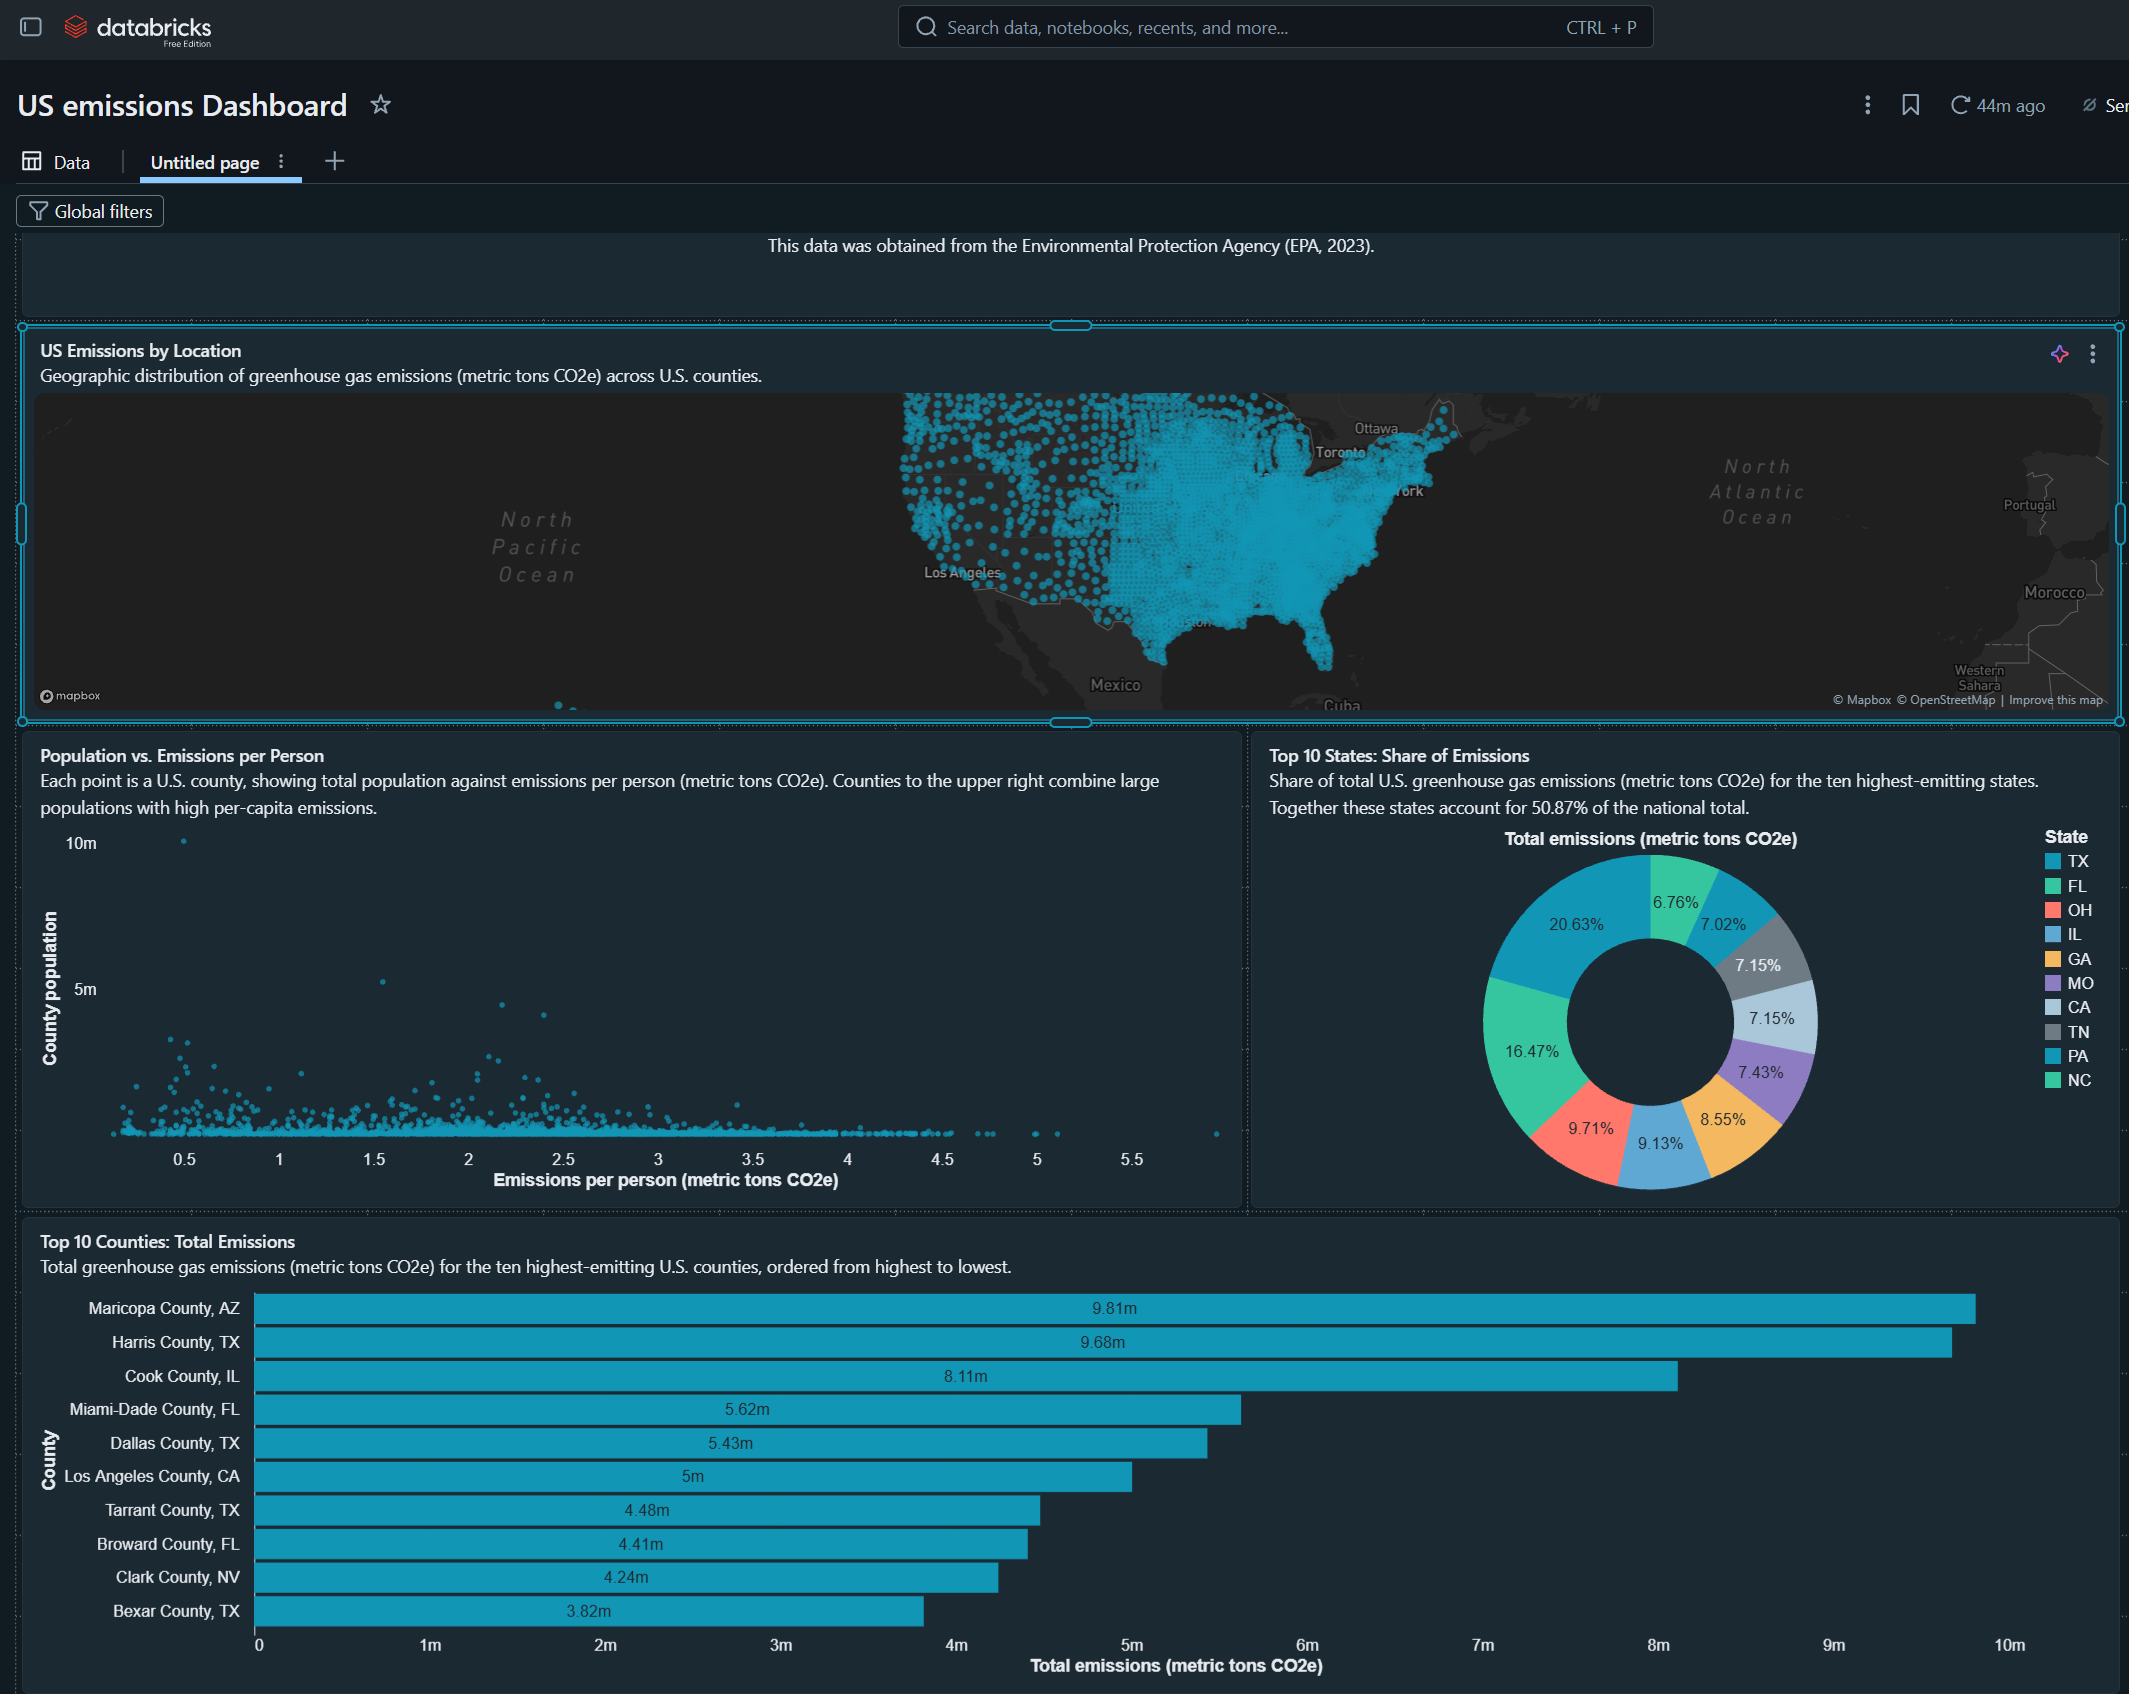 databricks
Free Edition
Search data, notebooks, recents, and more...
CTRL + P
US emissions Dashboard
44m ago
Ser
Data
Untitled page
Global filters
This data was obtained from the Environmental Protection Agency (EPA, 2023).
US Emissions by Location
Geographic distribution of greenhouse gas emissions (metric tons CO2e) across U.S. counties.
Ottawa
Toronto
York
North
Pacific
Ocean
North
Atlantic
Ocean
Portugal
Los Angeles
Morocco
Mexico
Western
Sahara
Cuba
mapbox
© Mapbox © OpenStreetMap | Improve this map
Population vs. Emissions per Person
Each point is a U.S. county, showing total population against emissions per person (metric tons CO2e). Counties to the upper right combine large
populations with high per-capita emissions.
10m
5m
County population
0.5 1 1.5 2 2.5 3 3.5 4 4.5 5 5.5
Emissions per person (metric tons CO2e)
Top 10 States: Share of Emissions
Share of total U.S. greenhouse gas emissions (metric tons CO2e) for the ten highest-emitting states.
Together these states account for 50.87% of the national total.
Total emissions (metric tons CO2e)
6.76%
7.02%
7.15%
7.15%
7.43%
8.55%
9.13%
9.71%
16.47%
20.63%
State
TX
FL
OH
IL
GA
MO
CA
TN
PA
NC
Top 10 Counties: Total Emissions
Total greenhouse gas emissions (metric tons CO2e) for the ten highest-emitting U.S. counties, ordered from highest to lowest.
County
Maricopa County, AZ 9.81m
Harris County, TX 9.68m
Cook County, IL 8.11m
Miami-Dade County, FL 5.62m
Dallas County, TX 5.43m
Los Angeles County, CA 5m
Tarrant County, TX 4.48m
Broward County, FL 4.41m
Clark County, NV 4.24m
Bexar County, TX 3.82m
0 1m 2m 3m 4m 5m 6m 7m 8m 9m 10m
Total emissions (metric tons CO2e)